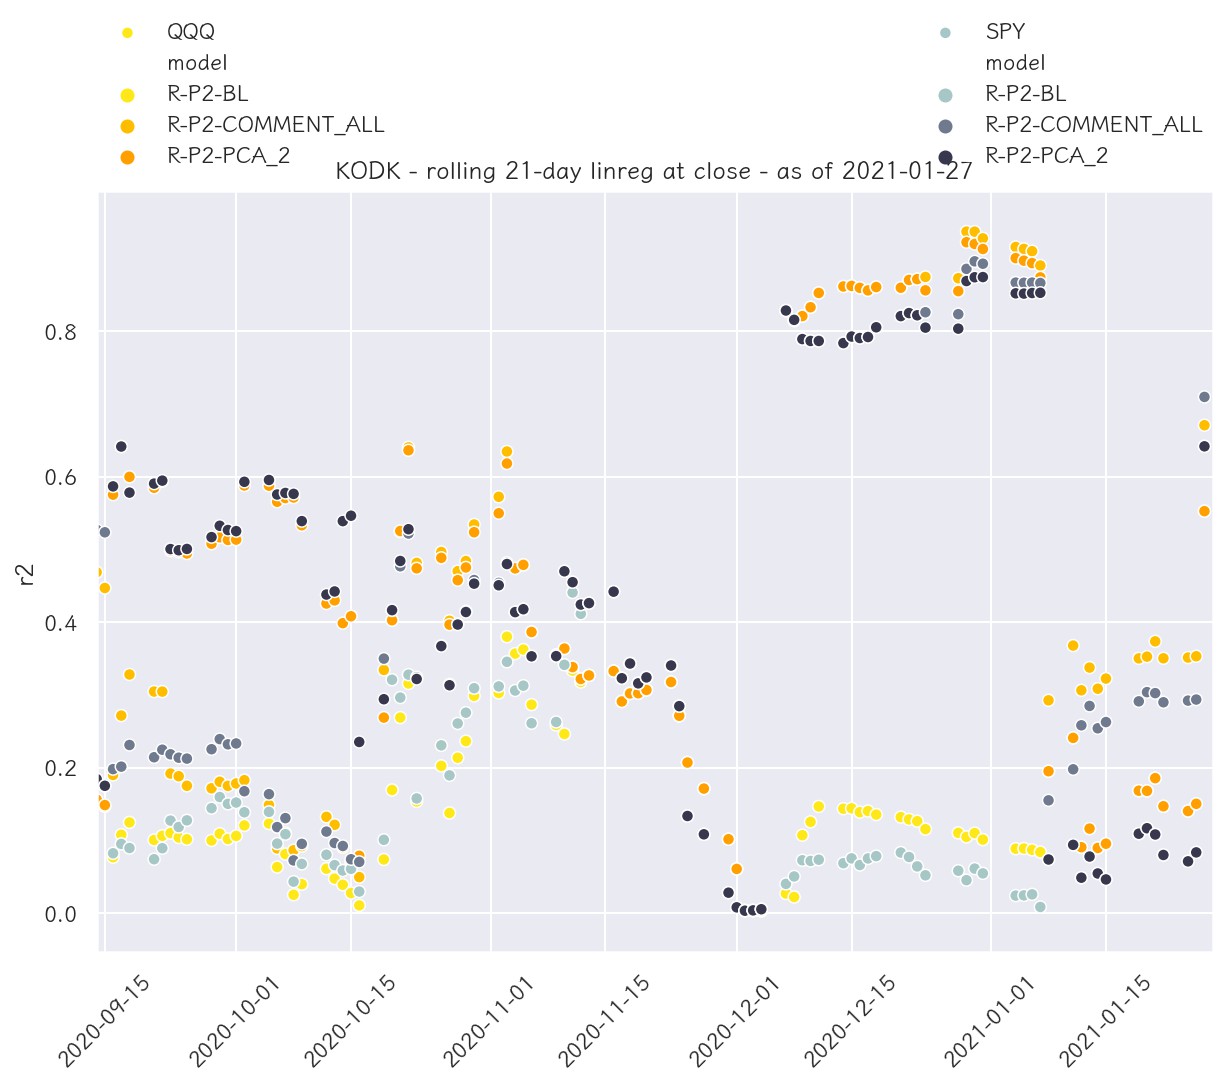 QQQ
model
R-P2-BL
R-P2-COMMENT_ALL
R-P2-PCA_2
SPY
model
R-P2-BL
R-P2-COMMENT_ALL
R-P2-PCA_2
KODK - rolling 21-day linreg at close - as of 2021-01-27
r2
0.8
0.6
0.4
0.2
0.0
2020-09-15
2020-10-01
2020-10-15
2020-11-01
2020-11-15
2020-12-01
2020-12-15
2021-01-01
2021-01-15